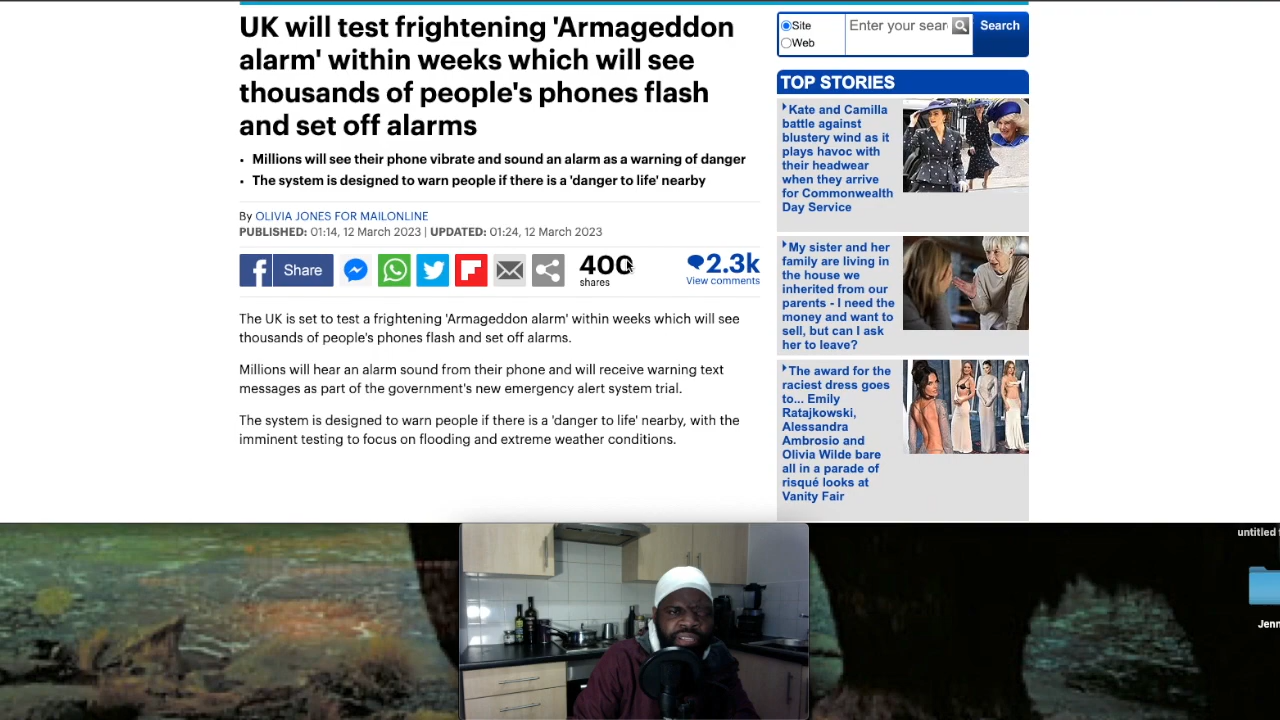 UK will test frightening 'Armageddon
alarm' within weeks which will see
thousands of people's phones flash
and set off alarms
• Millions will see their phone vibrate and sound an alarm as a warning of danger
• The system is designed to warn people if there is a 'danger to life' nearby
By OLIVIA JONES FOR MAILONLINE
PUBLISHED: 01:14, 12 March 2023 | UPDATED: 01:24, 12 March 2023
Share
400
shares
2.3k
View comments
The UK is set to test a frightening 'Armageddon alarm' within weeks which will see
thousands of people's phones flash and set off alarms.
Millions will hear an alarm sound from their phone and will receive warning text
messages as part of the government's new emergency alert system trial.
The system is designed to warn people if there is a 'danger to life' nearby, with the
imminent testing to focus on flooding and extreme weather conditions.
Site
Web
Enter your sear
Search
TOP STORIES
Kate and Camilla
battle against
blustery wind as it
plays havoc with
their headwear
when they arrive
for Commonwealth
Day Service
My sister and her
family are living in
the house we
inherited from our
parents - I need the
money and want to
sell, but can I ask
her to leave?
The award for the
raciest dress goes
to... Emily
Ratajkowski,
Alessandra
Ambrosio and
Olivia Wilde bare
all in a parade of
risqué looks at
Vanity Fair
untitled f
Jenn